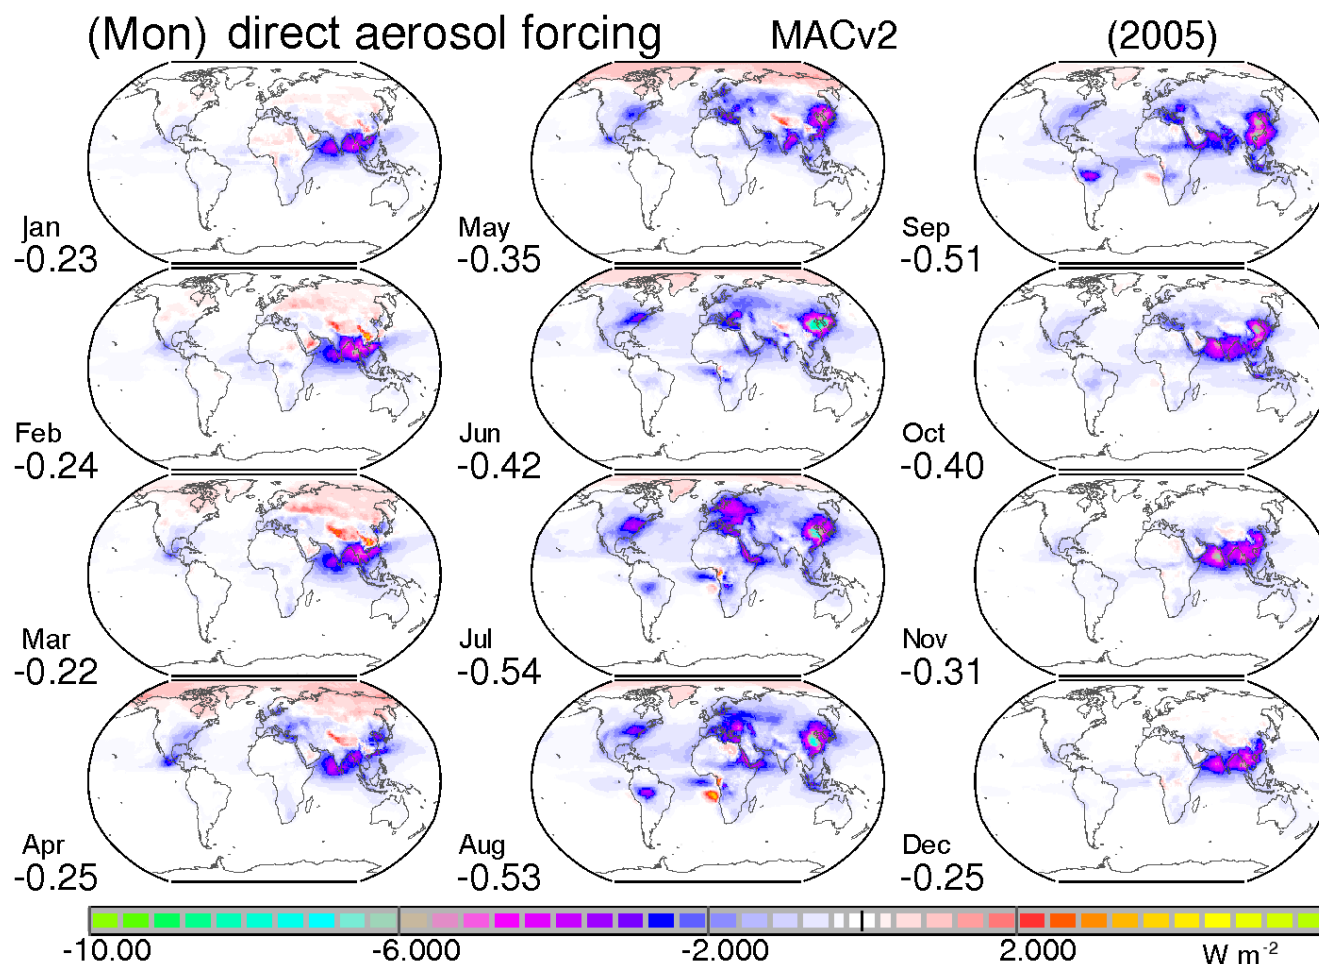 (Mon) direct aerosol forcing MACv2 (2005)
Jan
-0.23
May
-0.35
Sep
-0.51
Feb
-0.24
Jun
-0.42
Oct
-0.40
Mar
-0.22
Jul
-0.54
Nov
-0.31
Apr
-0.25
Aug
-0.53
Dec
-0.25
-10.00 -6.000 -2.000 2.000 W m-2